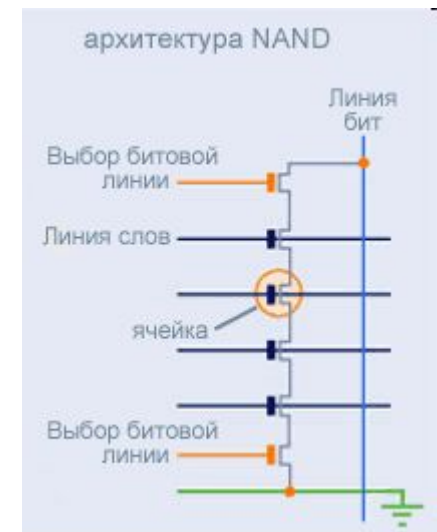 архитектура NAND
Линия
бит
Выбор битовой
линии
Линия слов
ячейка
Выбор битовой
линии